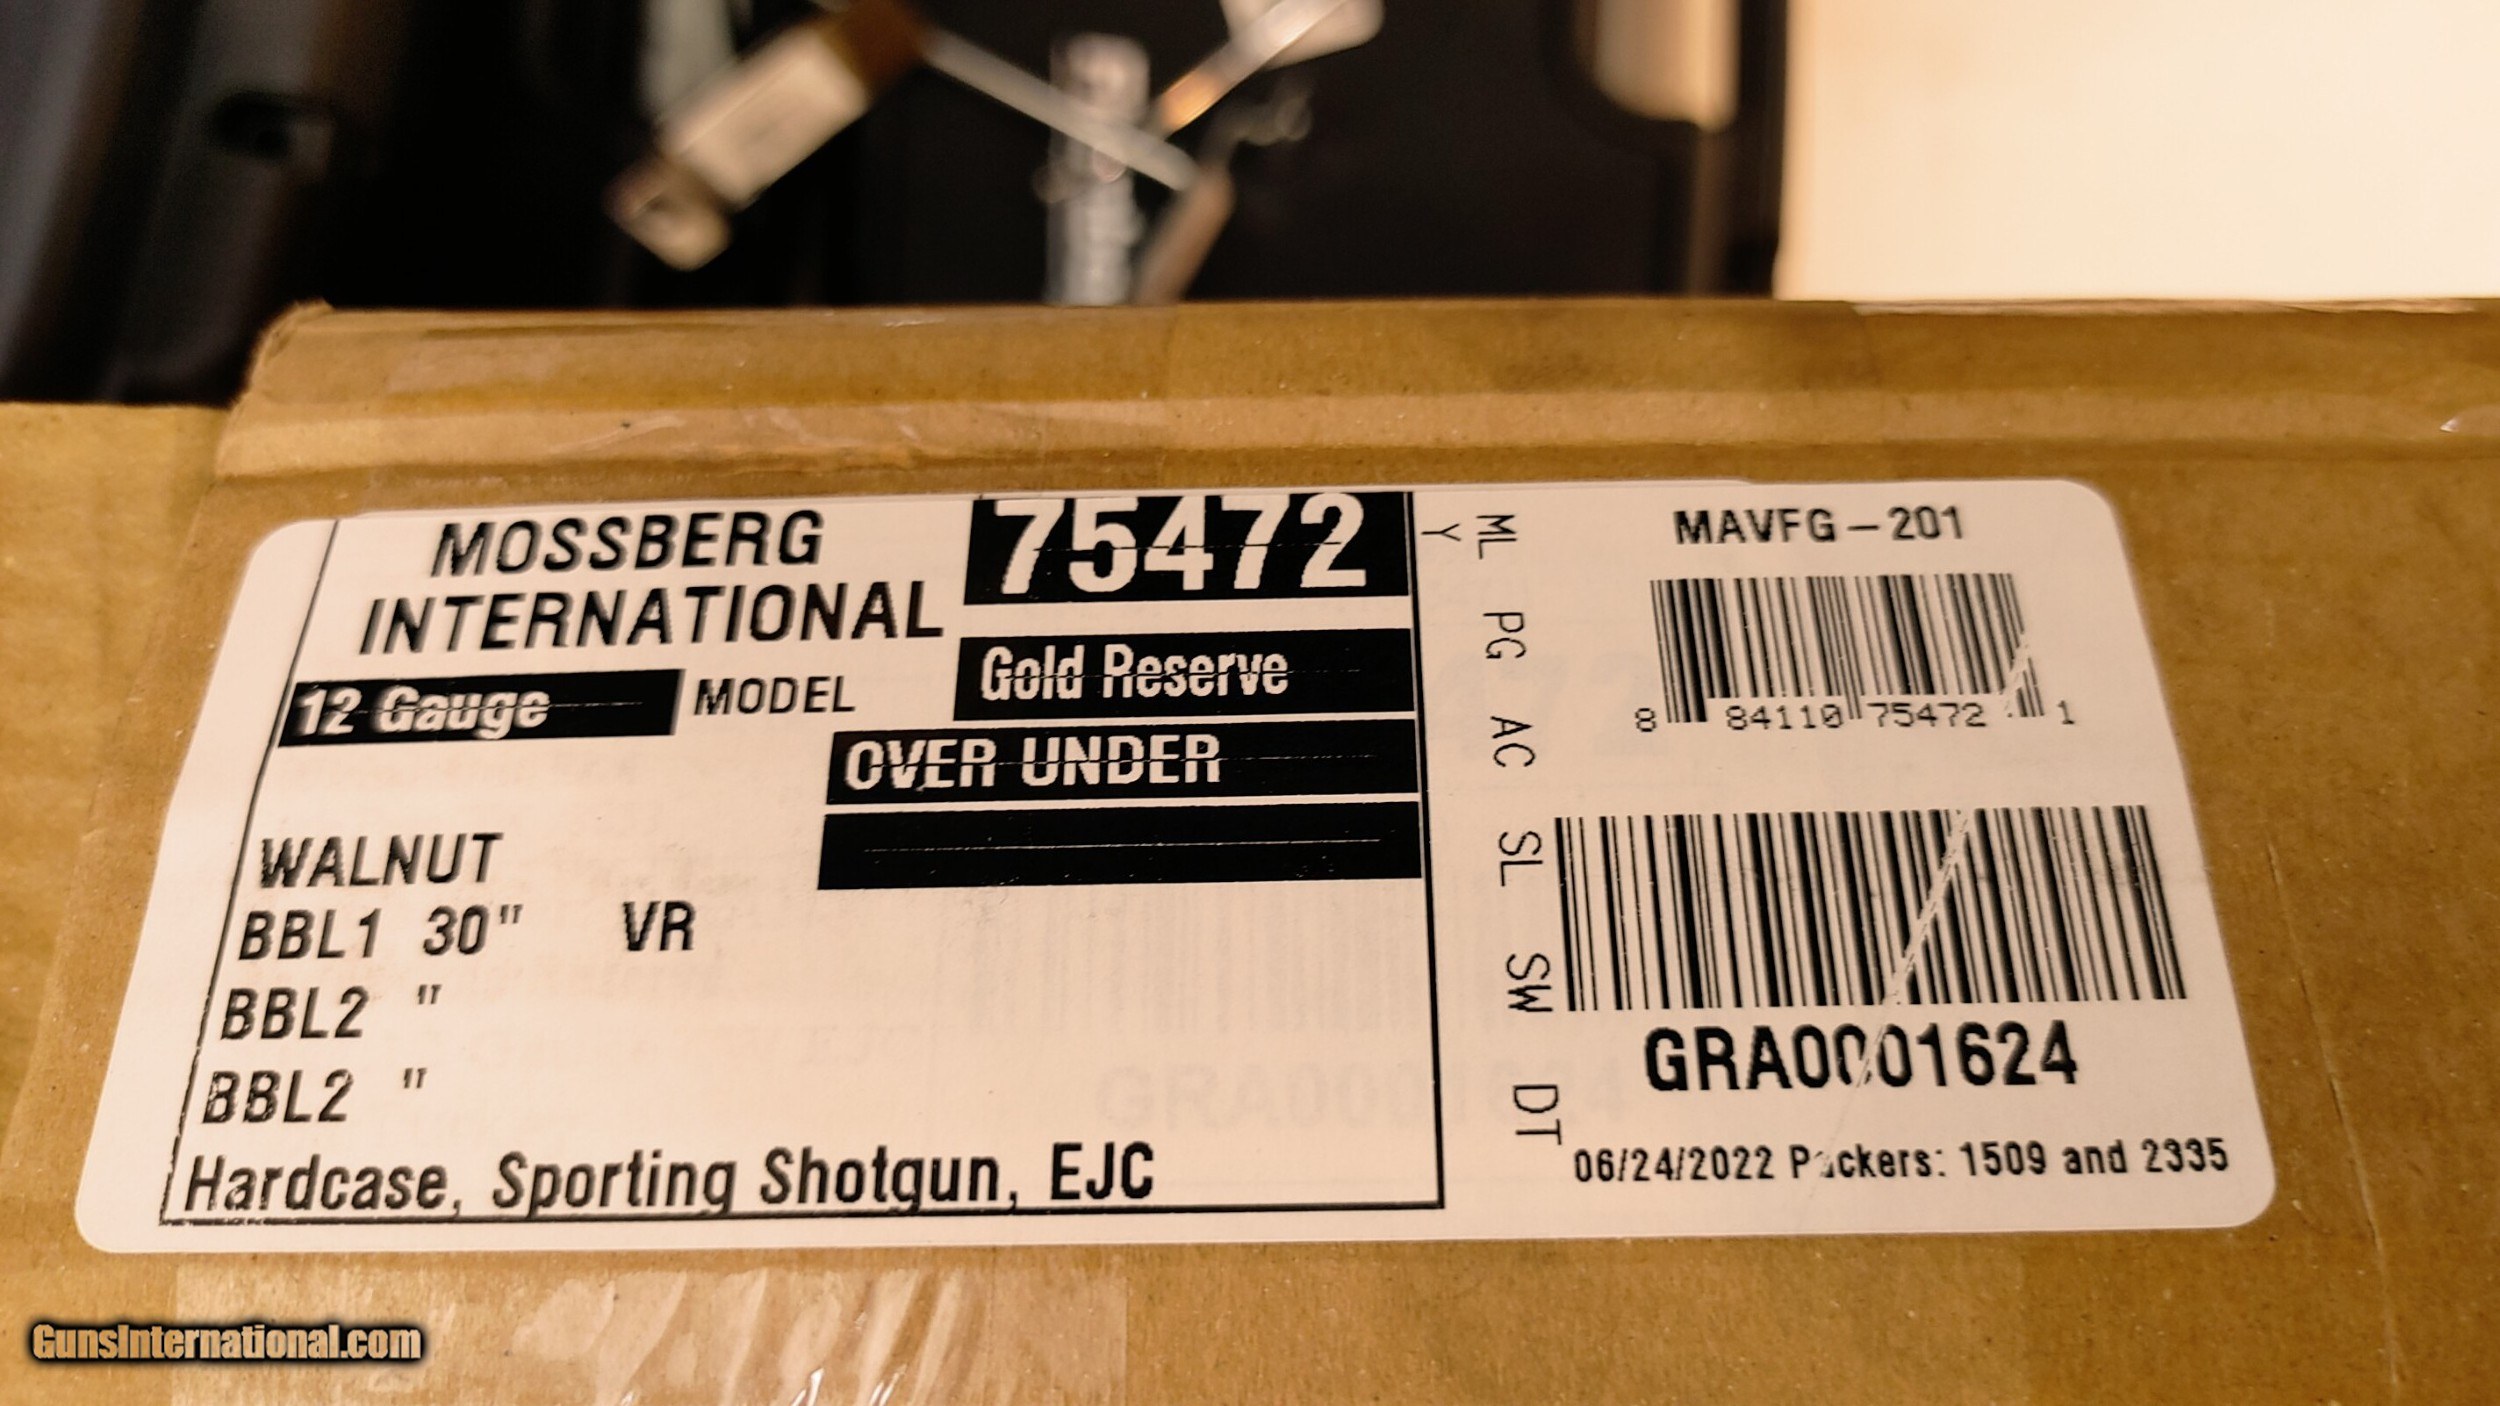 MOSSBERG
INTERNATIONAL
75472
12 Gauge
MODEL
Gold Reserve
OVER UNDER
WALNUT
BBL1 30" VR
BBL2 "
BBL2 "
Hardcase, Sporting Shotgun, EJC
ML PG AC SL SW DT
Y
MAVFG-201
8 84110 75472 1
GRA0001624
06/24/2022 Packers: 1509 and 2335
GunsInternational.com